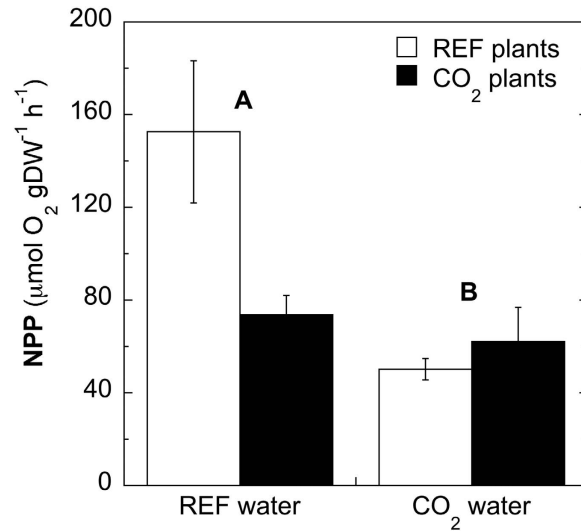 200
160
120
80
40
0
NPP (μmol O₂ gDW⁻¹ h⁻¹)
REF plants
CO₂ plants
A
B
REF water
CO₂ water